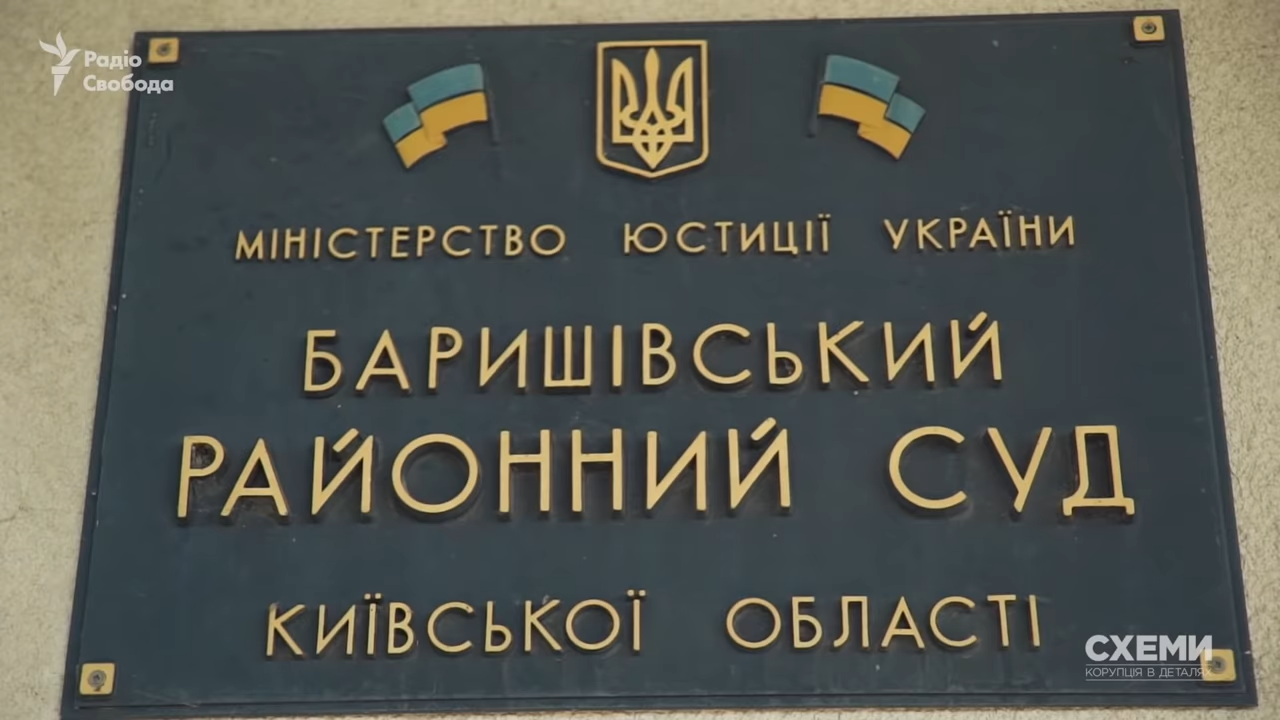 Радіо
Свобода
МІНІСТЕРСТВО ЮСТИЦІЇ УКРАЇНИ
БАРИШІВСЬКИЙ
РАЙОННИЙ СУД
КИЇВСЬКОЇ ОБЛАСТІ
СХЕМИ
КОРУПЦІЯ В ДЕТАЛЯХ